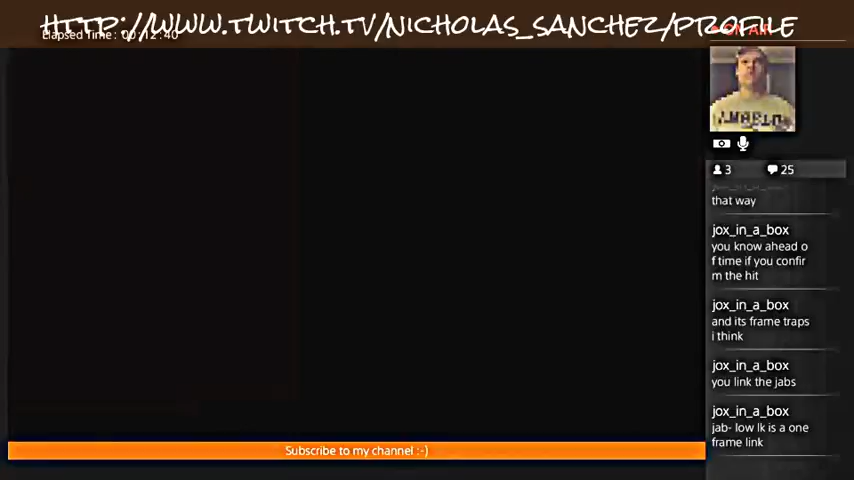 HTTP://WWW.TWITCH.TV/NICHOLAS_SANCHEZ/PROFILE
Elapsed Time : 00:12:40
ON AIR
3 25
that way
jox_in_a_box
you know ahead o
f time if you confir
m the hit
jox_in_a_box
and its frame traps
i think
jox_in_a_box
you link the jabs
jox_in_a_box
jab- low lk is a one
frame link
Subscribe to my channel :-)